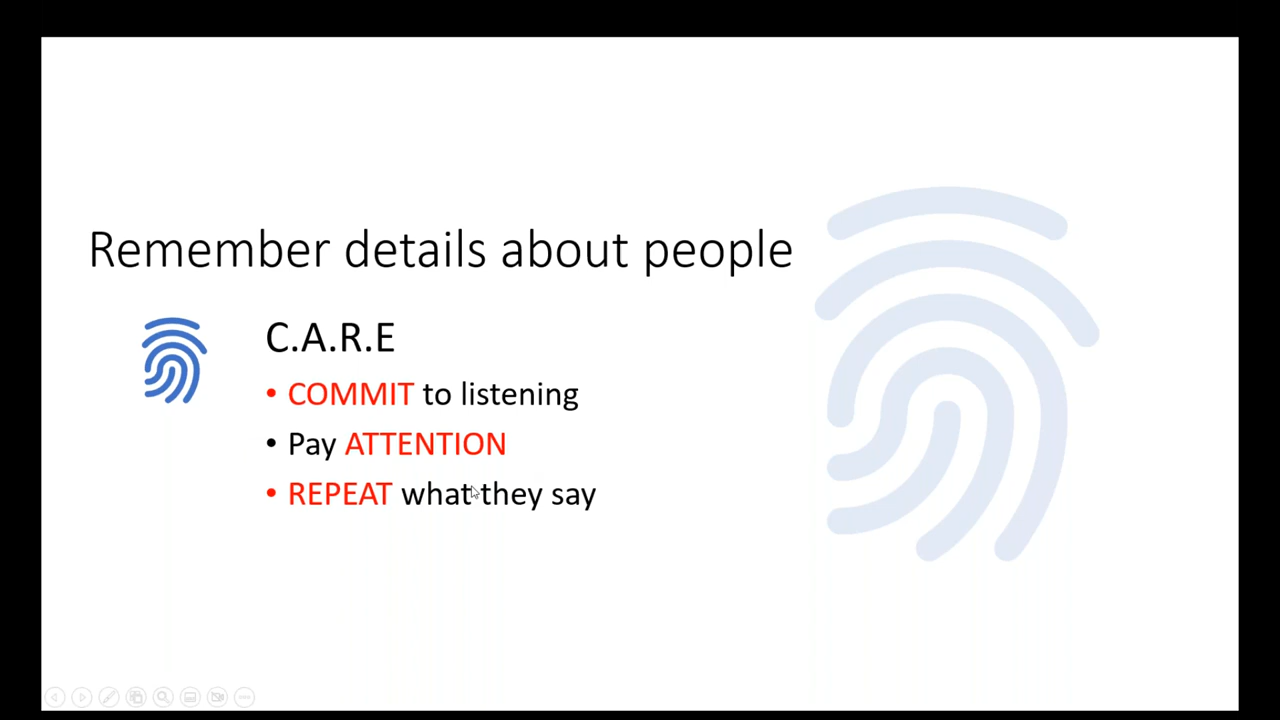 Remember details about people
C.A.R.E
• COMMIT to listening
• Pay ATTENTION
• REPEAT what they say